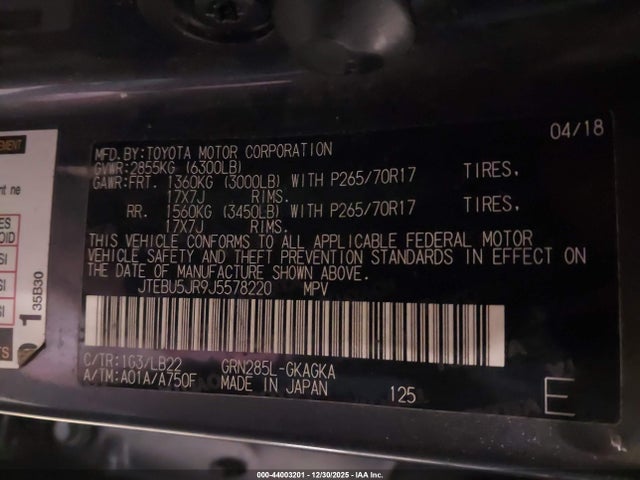 04/18
MFD.BY:TOYOTA MOTOR CORPORATION
GVWR:2855KG (6300LB)
GAWR:FRT. 1360KG (3000LB) WITH P265/70R17 TIRES,
17X7J RIMS.
RR. 1560KG (3450LB) WITH P265/70R17 TIRES,
17X7J RIMS.
THIS VEHICLE CONFORMS TO ALL APPLICABLE FEDERAL MOTOR
VEHICLE SAFETY AND THEFT PREVENTION STANDARDS IN EFFECT ON
THE DATE OF MANUFACTURE SHOWN ABOVE.
JTEBU5JR9J5578220 MPV
C/TR:1G3/LB22 GRN285L-GKAGKA
A/TM:A01A/A750F MADE IN JAPAN 125 E
35B30
000-44003201 - 12/30/2025 - IAA Inc.